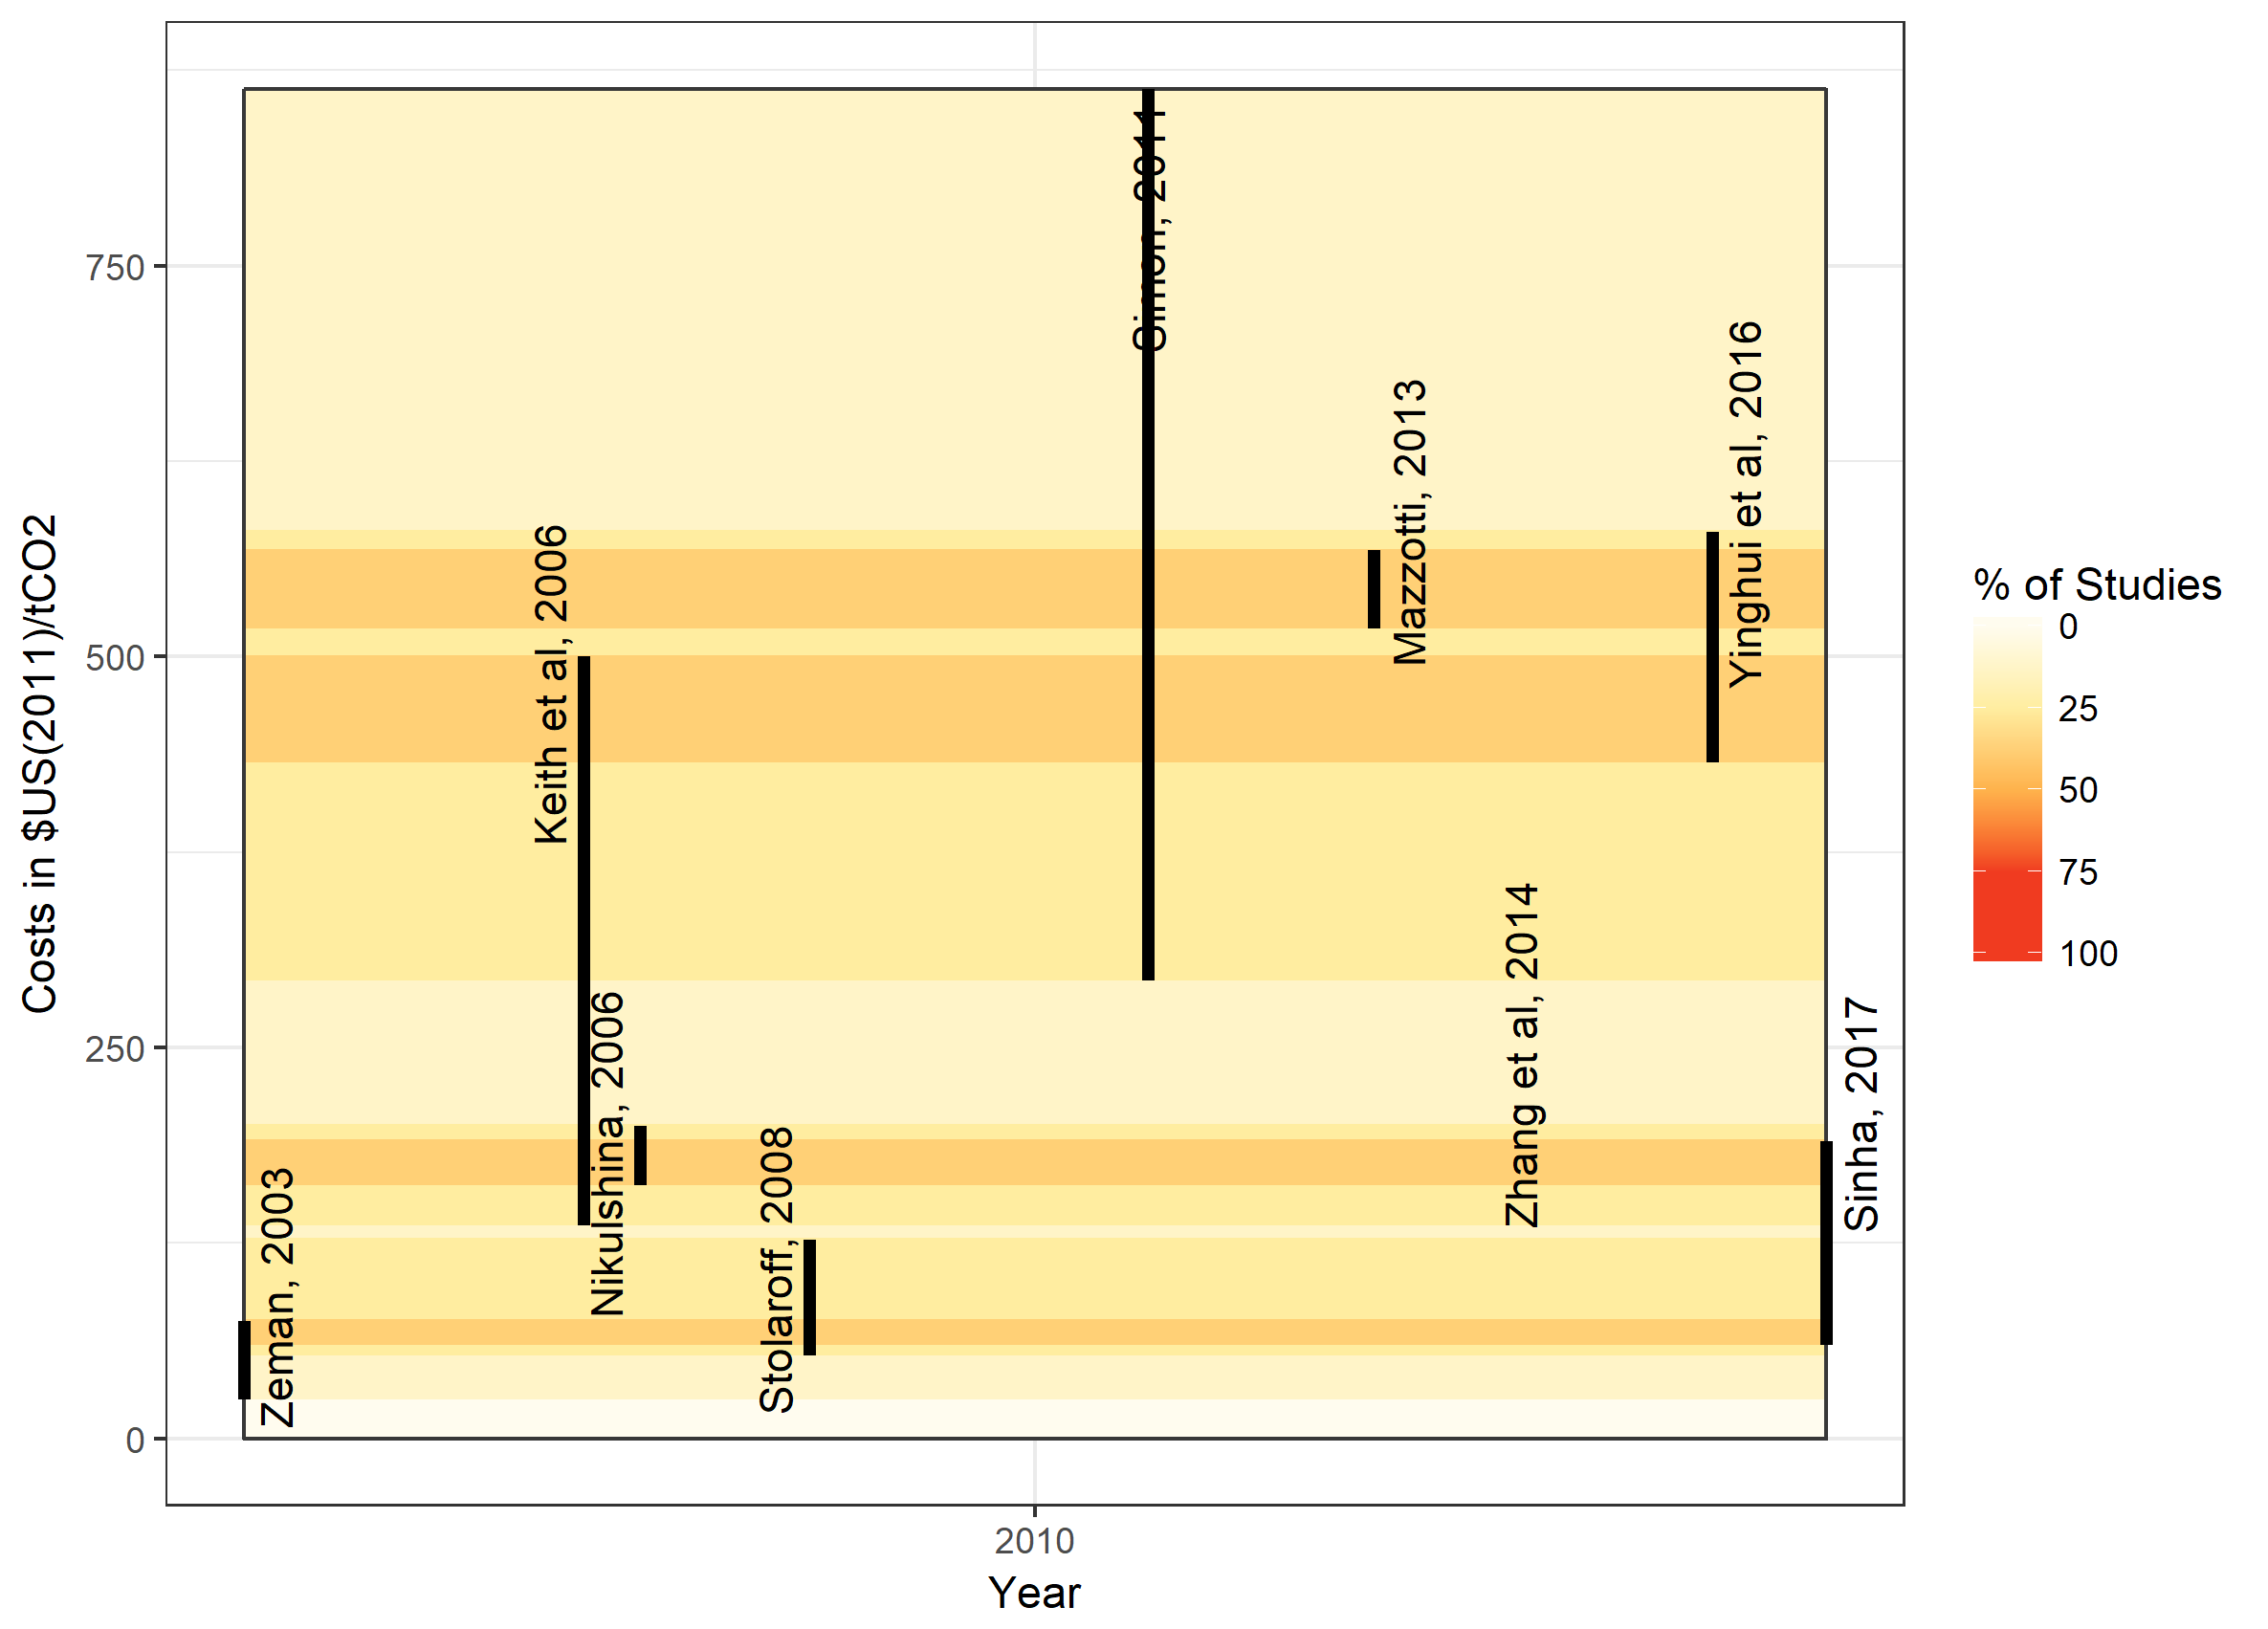 Costs in $US(2011)/tCO2
750
500
250
0
Zeman, 2003
Keith et al, 2006
Nikulshina, 2006
Stolaroff, 2008
Simon, 2011
Mazzotti, 2013
Zhang et al, 2014
Yinghui et al, 2016
Sinha, 2017
2010
Year
% of Studies
0
25
50
75
100